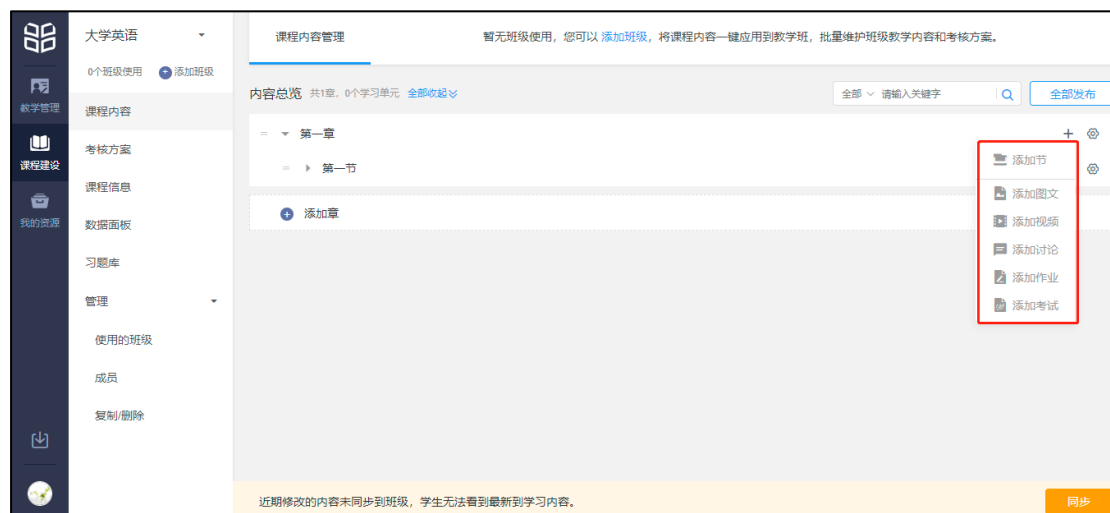 教学管理
课程建设
我的资源
大学英语
0个班级使用 添加班级
课程内容
考核方案
课程信息
数据面板
习题库
管理
使用的班级
成员
复制/删除
课程内容管理
暂无班级使用，您可以 添加班级，将课程内容一键应用到教学班，批量维护班级教学内容和考核方案。
内容总览 共1章，0个学习单元 全部收起
全部 请输入关键字 全部发布
第一章
第一节
添加章
添加节
添加图文
添加视频
添加讨论
添加作业
添加考试
近期修改的内容未同步到班级，学生无法看到最新到学习内容。
同步